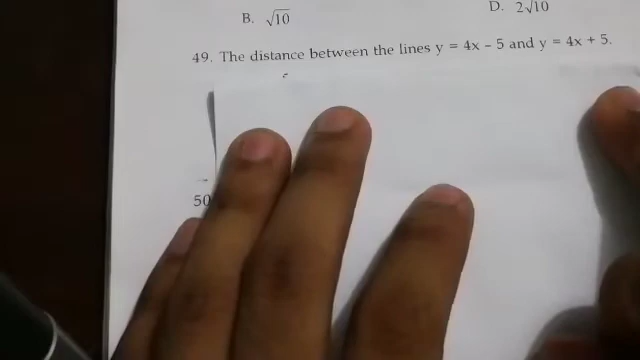 B. √10
D. 2√10
49. The distance between the lines y = 4x – 5 and y = 4x + 5.
50